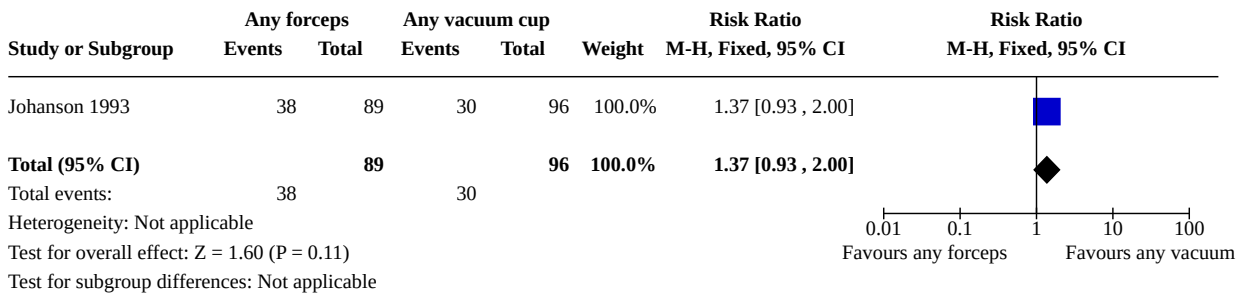 Any forceps Any vacuum cup Risk Ratio Risk Ratio
Study or Subgroup Events Total Events Total Weight M-H, Fixed, 95% CI M-H, Fixed, 95% CI
Johanson 1993 38 89 30 96 100.0% 1.37 [0.93 , 2.00]
Total (95% CI) 89 96 100.0% 1.37 [0.93 , 2.00]
Total events: 38 30
Heterogeneity: Not applicable
0.01 0.1 1 10 100
Test for overall effect: Z = 1.60 (P = 0.11) Favours any forceps Favours any vacuum
Test for subgroup differences: Not applicable